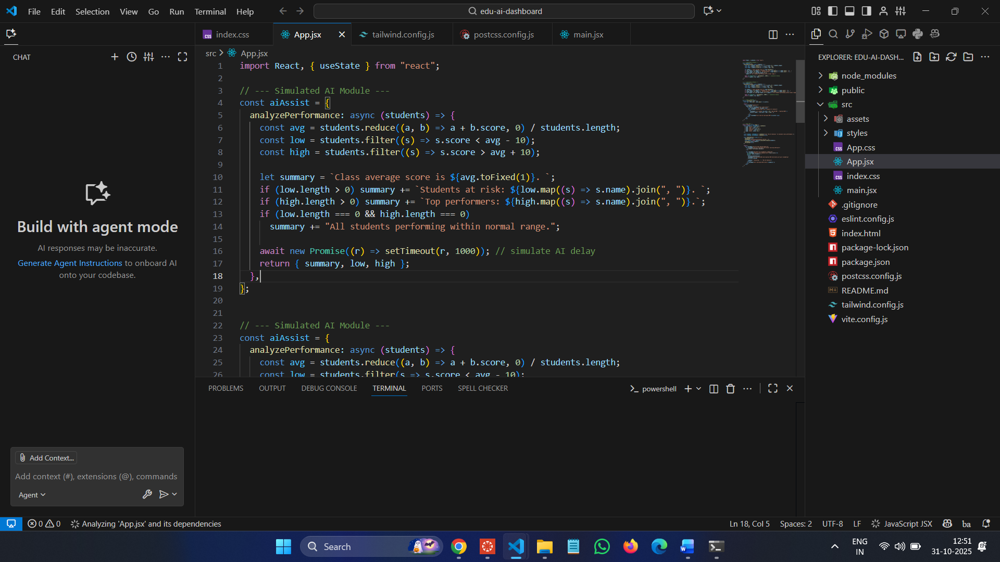 File Edit Selection View Go Run Terminal Help
edu-ai-dashboard
CHAT
Build with agent mode
AI responses may be inaccurate.
Generate Agent Instructions to onboard AI
onto your codebase.
Add Context...
Add context (#), extensions (@), commands
Agent
index.css App.jsx tailwind.config.js postcss.config.js main.jsx
src > App.jsx
1 import React, { useState } from "react";
2
3 // --- Simulated AI Module ---
4 const aiAssist = {
5 analyzePerformance: async (students) => {
6 const avg = students.reduce((a, b) => a + b.score, 0) / students.length;
7 const low = students.filter((s) => s.score < avg - 10);
8 const high = students.filter((s) => s.score > avg + 10);
9
10 let summary = `Class average score is ${avg.toFixed(1)}. `;
11 if (low.length > 0) summary += `Students at risk: ${low.map((s) => s.name).join(", ")}. `;
12 if (high.length > 0) summary += `Top performers: ${high.map((s) => s.name).join(", ")}.`;
13 if (low.length === 0 && high.length === 0)
14 summary += "All students performing within normal range.";
15
16 await new Promise((r) => setTimeout(r, 1000)); // simulate AI delay
17 return { summary, low, high };
18 },
19 };
20
21
22 // --- Simulated AI Module ---
23 const aiAssist = {
24 analyzePerformance: async (students) => {
25 const avg = students.reduce((a, b) => a + b.score, 0) / students.length;
26 const low = students.filter(s => s.score < avg - 10);
PROBLEMS OUTPUT DEBUG CONSOLE TERMINAL PORTS SPELL CHECKER
powershell
EXPLORER: EDU-AI-DASH...
node_modules
public
src
assets
styles
App.css
App.jsx
index.css
main.jsx
.gitignore
eslint.config.js
index.html
package-lock.json
package.json
postcss.config.js
README.md
tailwind.config.js
vite.config.js
0 0 Analyzing 'App.jsx' and its dependencies
Ln 18, Col 5 Spaces: 2 UTF-8 LF JavaScript JSX ba
Search
ENG
IN
12:51
31-10-2025